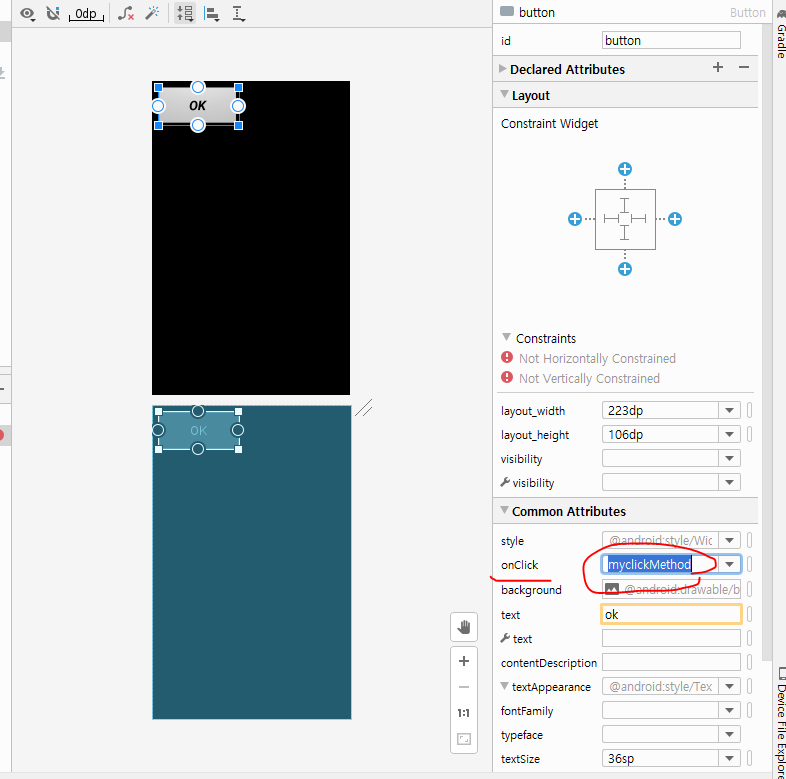 0dp
button
Button
id
button
Declared Attributes
Layout
Constraint Widget
Constraints
Not Horizontally Constrained
Not Vertically Constrained
layout_width
223dp
layout_height
106dp
visibility
visibility
Common Attributes
style
@android:style/Wic
onClick
myclickMethod
background
@android:drawable/b
text
ok
text
contentDescription
textAppearance
@android:style/Tex
fontFamily
typeface
textSize
36sp
OK
OK
1:1
Gradle
Device File Explore